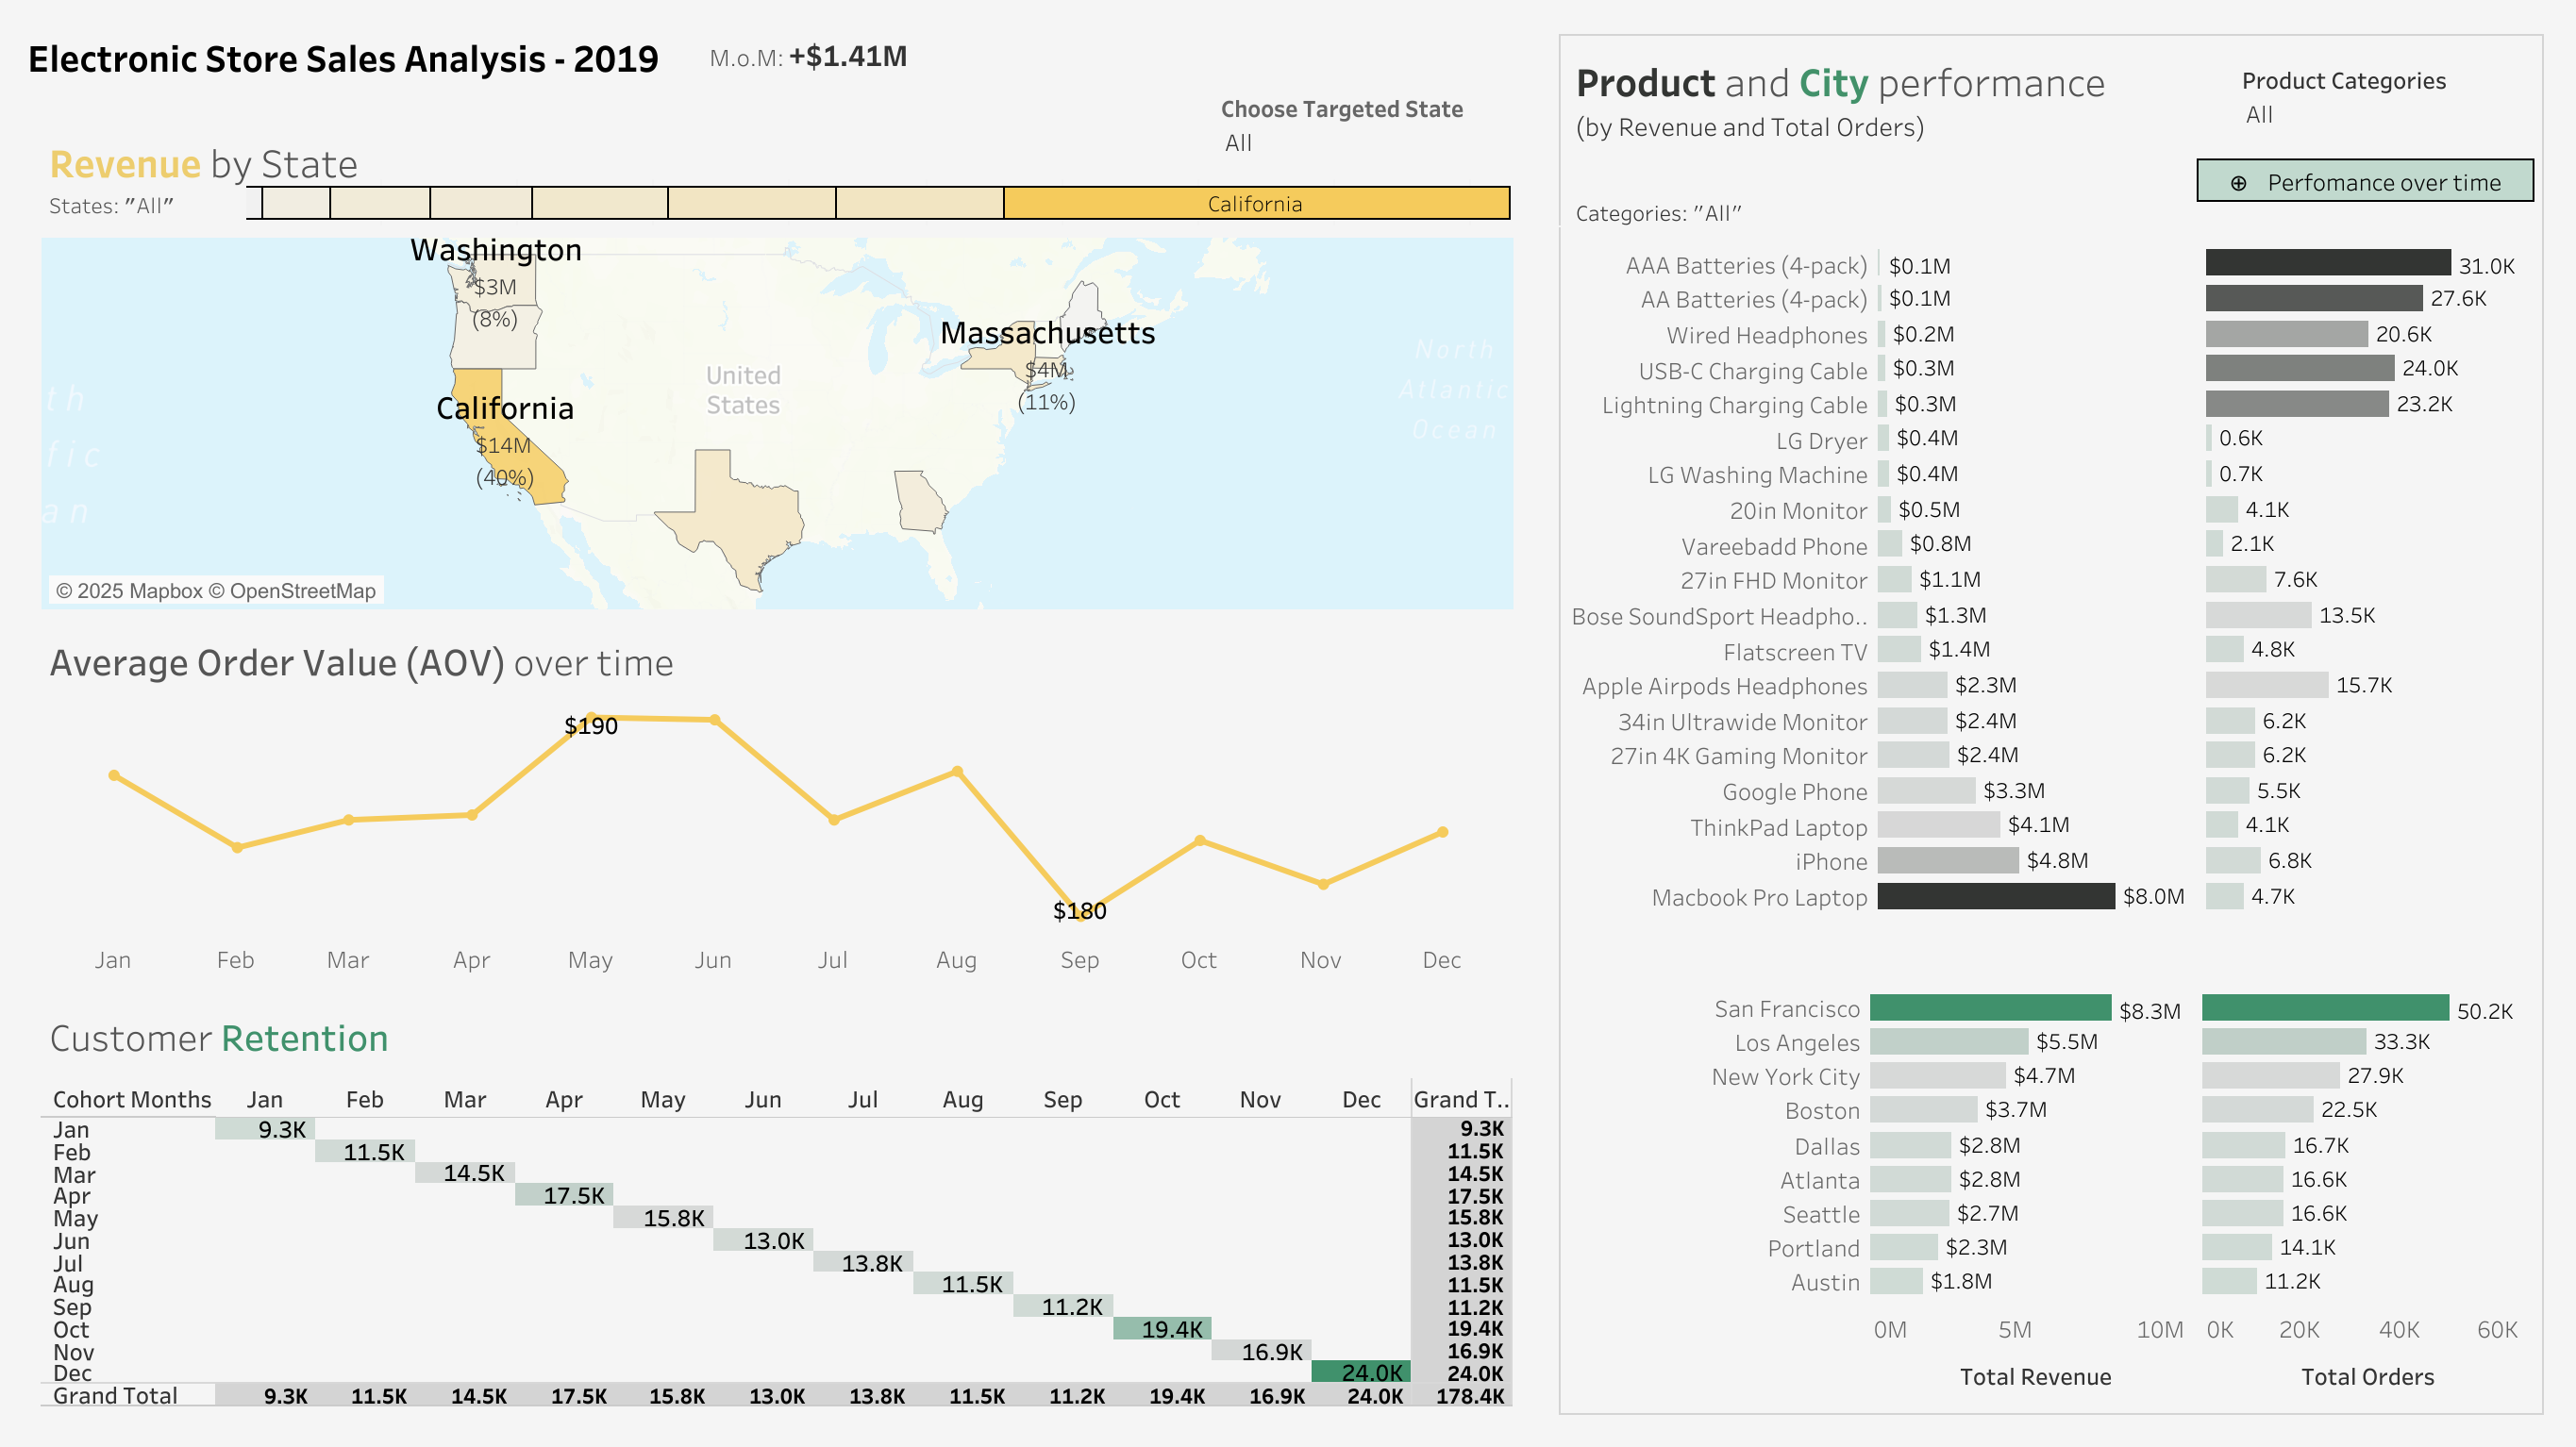 Electronic Store Sales Analysis - 2019
M.o.M: +$1.41M
Choose Targeted State
All
Revenue by State
States: "All"
California
Washington
$3M
(8%)
Massachusetts
$4M
(11%)
California
$14M
(40%)
United
States
North
Atlantic
Ocean
th
fic
an
© 2025 Mapbox © OpenStreetMap
Average Order Value (AOV) over time
$190
$180
Jan Feb Mar Apr May Jun Jul Aug Sep Oct Nov Dec
Customer Retention
Cohort Months Jan Feb Mar Apr May Jun Jul Aug Sep Oct Nov Dec Grand T..
Jan 9.3K 9.3K
Feb 11.5K 11.5K
Mar 14.5K 14.5K
Apr 17.5K 17.5K
May 15.8K 15.8K
Jun 13.0K 13.0K
Jul 13.8K 13.8K
Aug 11.5K 11.5K
Sep 11.2K 11.2K
Oct 19.4K 19.4K
Nov 16.9K 16.9K
Dec 24.0K 24.0K
Grand Total 9.3K 11.5K 14.5K 17.5K 15.8K 13.0K 13.8K 11.5K 11.2K 19.4K 16.9K 24.0K 178.4K
Product and City performance
(by Revenue and Total Orders)
Product Categories
All
⊕ Perfomance over time
Categories: "All"
AAA Batteries (4-pack) $0.1M 31.0K
AA Batteries (4-pack) $0.1M 27.6K
Wired Headphones $0.2M 20.6K
USB-C Charging Cable $0.3M 24.0K
Lightning Charging Cable $0.3M 23.2K
LG Dryer $0.4M 0.6K
LG Washing Machine $0.4M 0.7K
20in Monitor $0.5M 4.1K
Vareebadd Phone $0.8M 2.1K
27in FHD Monitor $1.1M 7.6K
Bose SoundSport Headpho.. $1.3M 13.5K
Flatscreen TV $1.4M 4.8K
Apple Airpods Headphones $2.3M 15.7K
34in Ultrawide Monitor $2.4M 6.2K
27in 4K Gaming Monitor $2.4M 6.2K
Google Phone $3.3M 5.5K
ThinkPad Laptop $4.1M 4.1K
iPhone $4.8M 6.8K
Macbook Pro Laptop $8.0M 4.7K
San Francisco $8.3M 50.2K
Los Angeles $5.5M 33.3K
New York City $4.7M 27.9K
Boston $3.7M 22.5K
Dallas $2.8M 16.7K
Atlanta $2.8M 16.6K
Seattle $2.7M 16.6K
Portland $2.3M 14.1K
Austin $1.8M 11.2K
0M 5M 10M 0K 20K 40K 60K
Total Revenue Total Orders